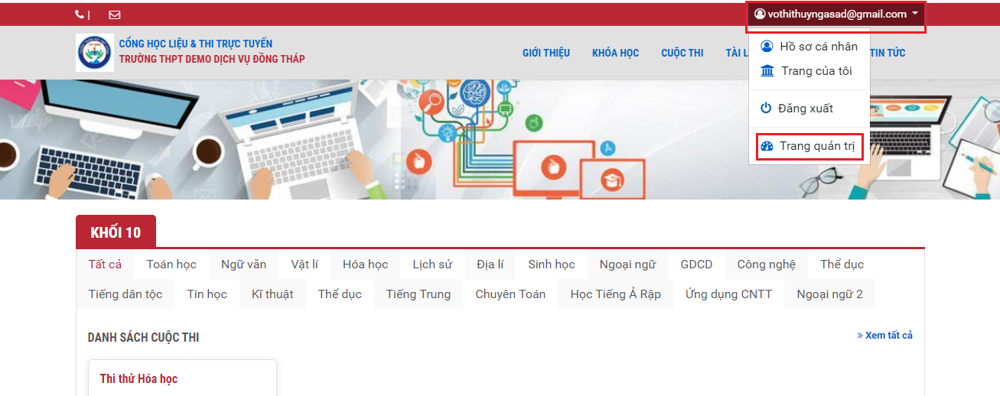 |
vothithuyngasad@gmail.com
CỔNG HỌC LIỆU & THI TRỰC TUYẾN
TRƯỜNG THPT DEMO DỊCH VỤ ĐỒNG THÁP
GIỚI THIỆU KHÓA HỌC CUỘC THI TÀI L TIN TỨC
Hồ sơ cá nhân
Trang của tôi
Đăng xuất
Trang quản trị
KHỐI 10
Tất cả Toán học Ngữ văn Vật lí Hóa học Lịch sử Địa lí Sinh học Ngoại ngữ GDCD Công nghệ Thể dục
Tiếng dân tộc Tin học Kĩ thuật Thể dục Tiếng Trung Chuyên Toán Học Tiếng Ả Rập Ứng dụng CNTT Ngoại ngữ 2
DANH SÁCH CUỘC THI
» Xem tất cả
Thi thử Hóa học